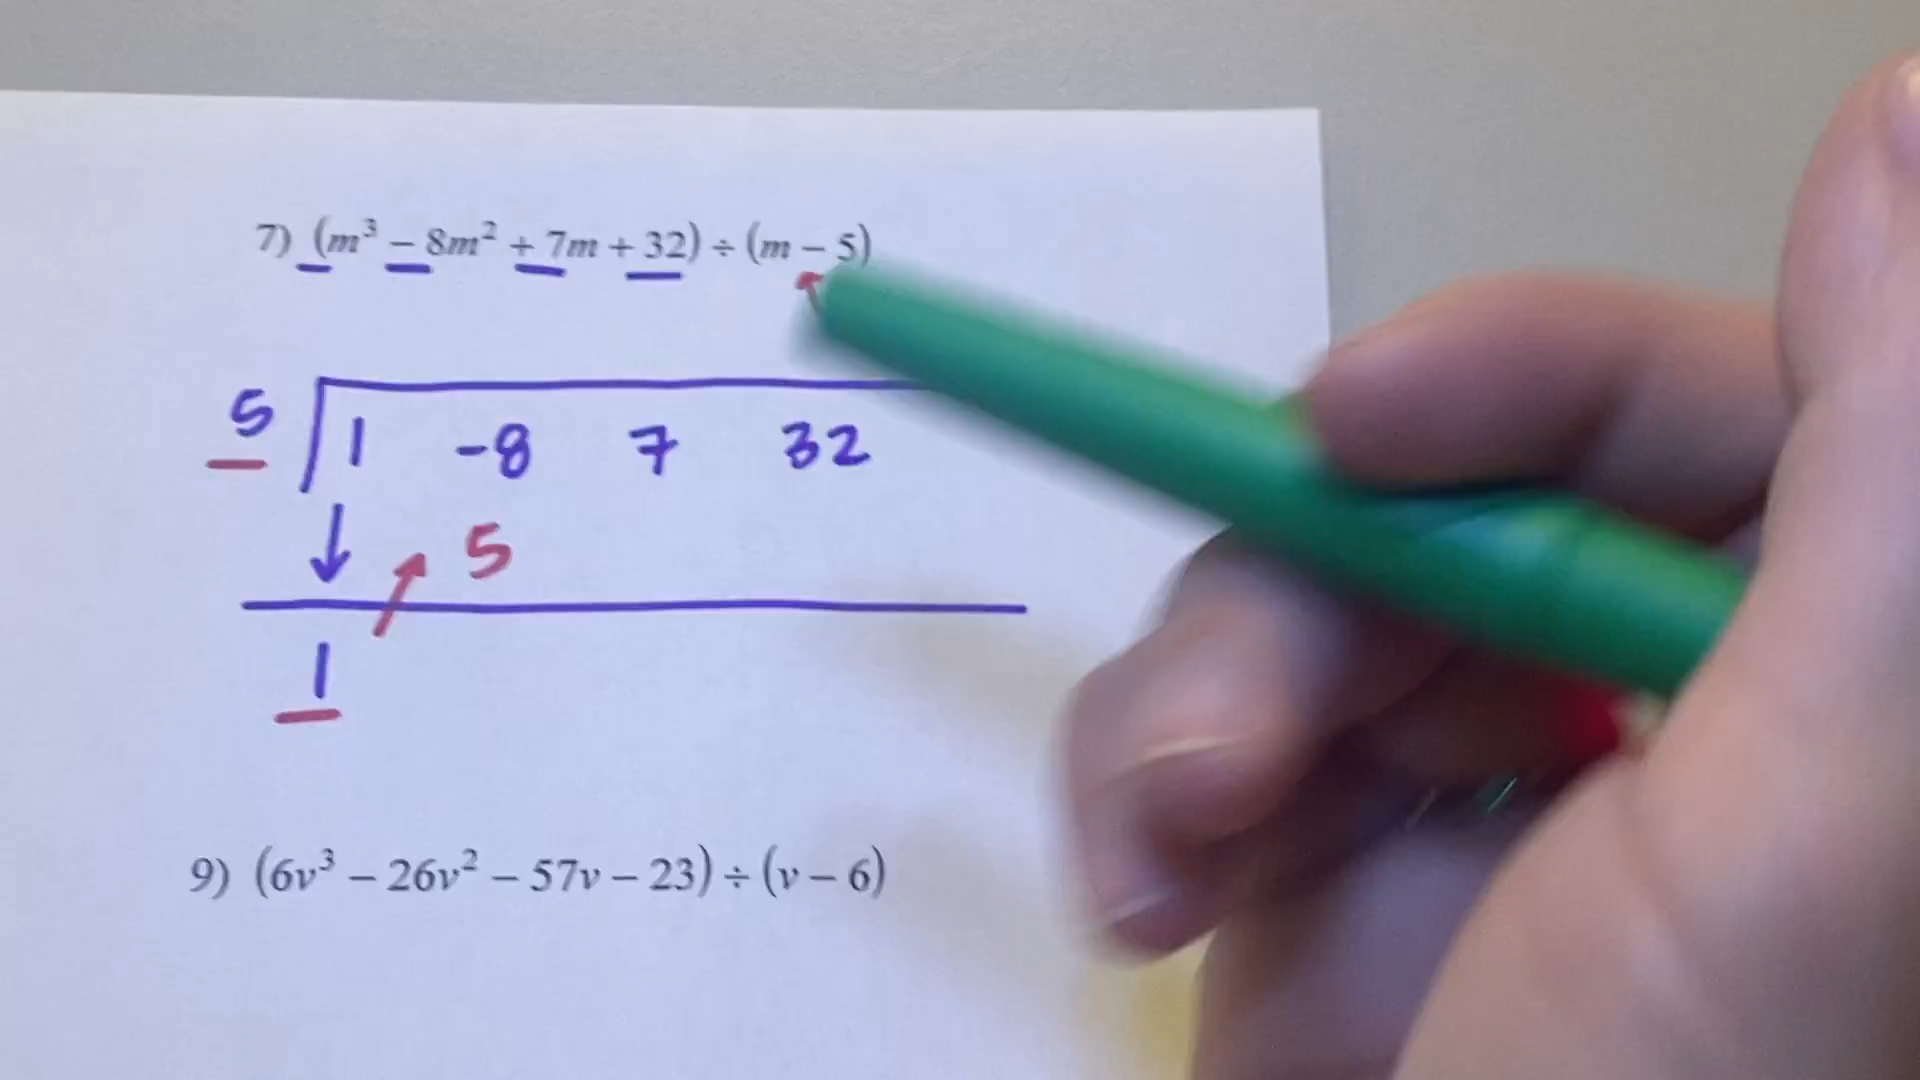 7) (m³ – 8m² + 7m + 32) ÷ (m – 5)
5 1 -8 7 32
5
1
9) (6v³ – 26v² – 57v – 23) ÷ (v – 6)